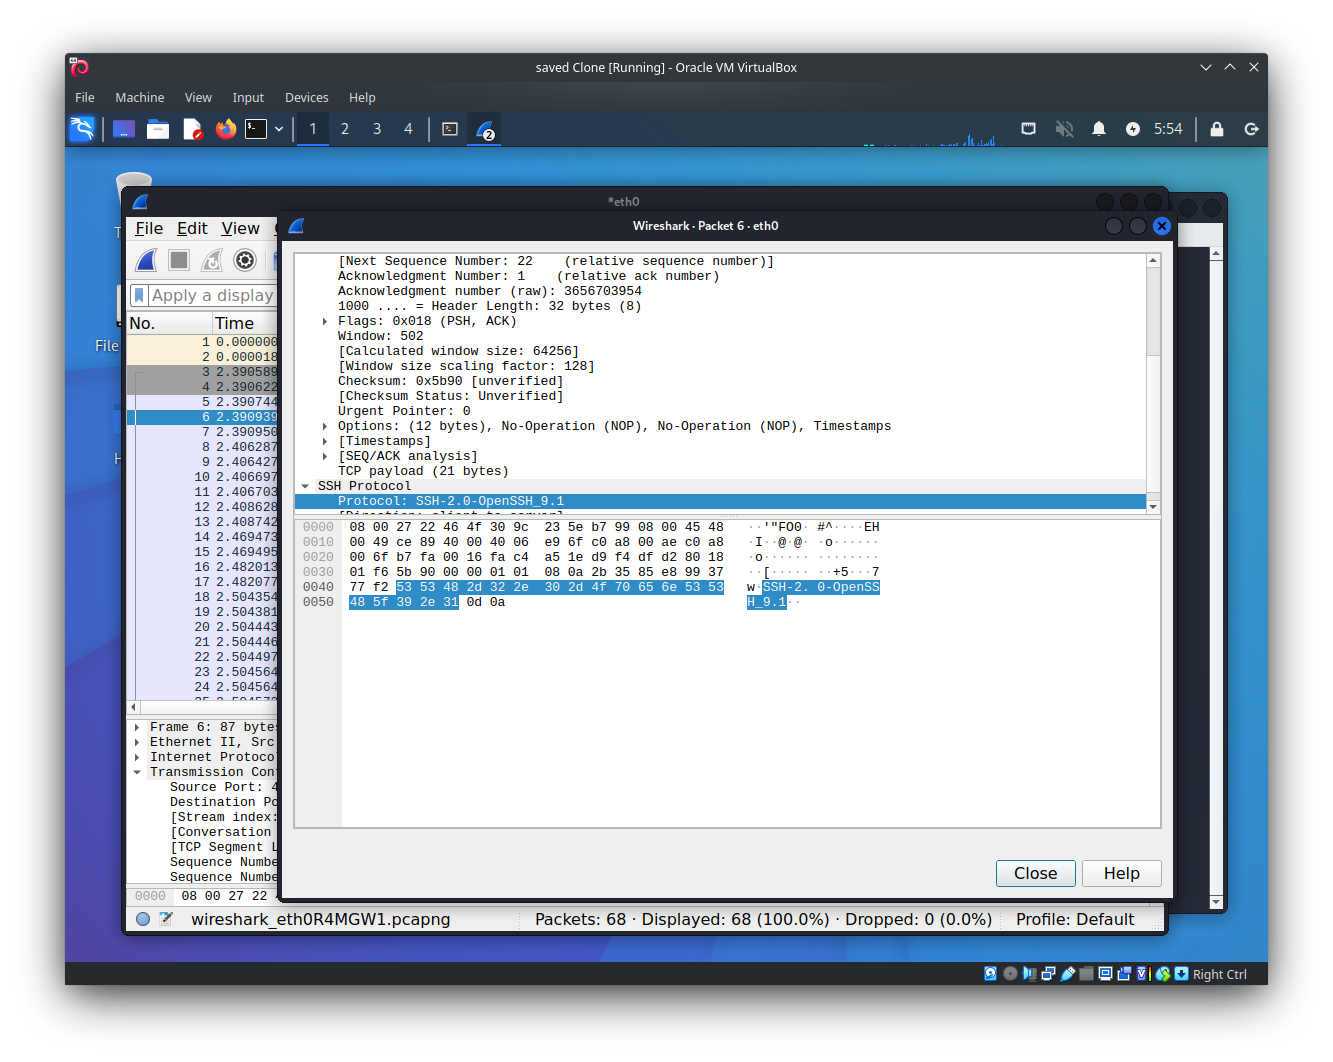 saved Clone [Running] - Oracle VM VirtualBox
File Machine View Input Devices Help
1 2 3 4 2 5:54
*eth0
File Edit View
Wireshark · Packet 6 · eth0
Apply a display
No. Time
File
1 0.000000
2 0.000018
3 2.390589
4 2.390622
5 2.390744
6 2.390939
7 2.390950
8 2.406287
9 2.406427
10 2.406697
11 2.406703
12 2.408628
13 2.408742
14 2.469473
15 2.469495
16 2.482013
17 2.482077
18 2.504354
19 2.504381
20 2.504443
21 2.504446
22 2.504497
23 2.504564
24 2.504564
Frame 6: 87 bytes
Ethernet II, Src
Internet Protoco
Transmission Con
Source Port: 4
Destination Po
[Stream index:
[Conversation
[TCP Segment L
Sequence Numbe
Sequence Numbe
0000 08 00 27 22
[Next Sequence Number: 22 (relative sequence number)]
Acknowledgment Number: 1 (relative ack number)
Acknowledgment number (raw): 3656703954
1000 .... = Header Length: 32 bytes (8)
Flags: 0x018 (PSH, ACK)
Window: 502
[Calculated window size: 64256]
[Window size scaling factor: 128]
Checksum: 0x5b90 [unverified]
[Checksum Status: Unverified]
Urgent Pointer: 0
Options: (12 bytes), No-Operation (NOP), No-Operation (NOP), Timestamps
[Timestamps]
[SEQ/ACK analysis]
TCP payload (21 bytes)
SSH Protocol
Protocol: SSH-2.0-OpenSSH_9.1
[Direction: client to server]
0000 08 00 27 22 46 4f 30 9c 23 5e b7 99 08 00 45 48 ··'"FO0· #^····EH
0010 00 49 ce 89 40 00 40 06 e9 6f c0 a8 00 ae c0 a8 ·I··@·@· ·o······
0020 00 6f b7 fa 00 16 fa c4 a5 1e d9 f4 df d2 80 18 ·o······ ········
0030 01 f6 5b 90 00 00 01 01 08 0a 2b 35 85 e8 99 37 ··[····· ··+5···7
0040 77 f2 53 53 48 2d 32 2e 30 2d 4f 70 65 6e 53 53 w·SSH-2. 0-OpenSS
0050 48 5f 39 2e 31 0d 0a H_9.1··
Close Help
wireshark_eth0R4MGW1.pcapng Packets: 68 · Displayed: 68 (100.0%) · Dropped: 0 (0.0%) Profile: Default
Right Ctrl